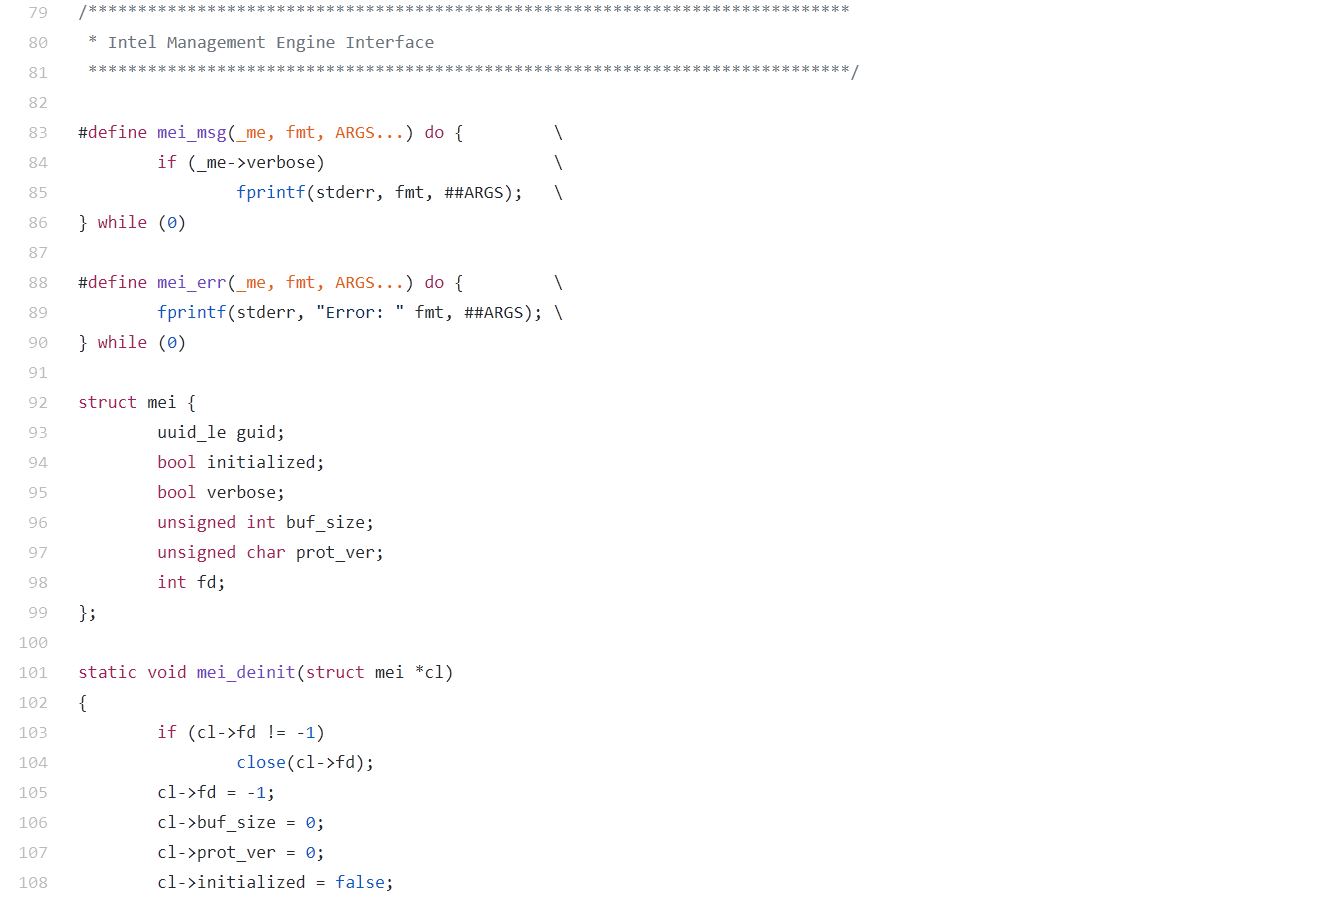 79 /*****************************************************************************
80  * Intel Management Engine Interface
81  *****************************************************************************/
82
83 #define mei_msg(_me, fmt, ARGS...) do {         \
84         if (_me->verbose)                       \
85                 fprintf(stderr, fmt, ##ARGS);   \
86 } while (0)
87
88 #define mei_err(_me, fmt, ARGS...) do {         \
89         fprintf(stderr, "Error: " fmt, ##ARGS); \
90 } while (0)
91
92 struct mei {
93         uuid_le guid;
94         bool initialized;
95         bool verbose;
96         unsigned int buf_size;
97         unsigned char prot_ver;
98         int fd;
99 };
100
101 static void mei_deinit(struct mei *cl)
102 {
103         if (cl->fd != -1)
104                 close(cl->fd);
105         cl->fd = -1;
106         cl->buf_size = 0;
107         cl->prot_ver = 0;
108         cl->initialized = false;